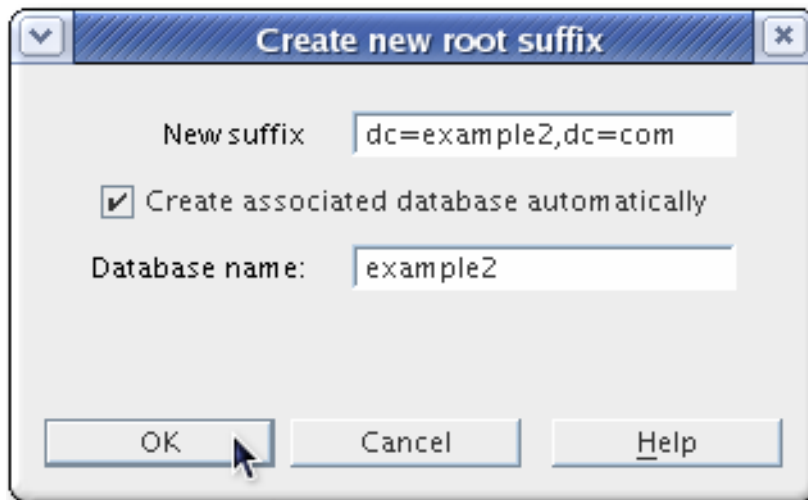 Create new root suffix
New suffix dc=example2,dc=com
Create associated database automatically
Database name: example2
OK Cancel Help